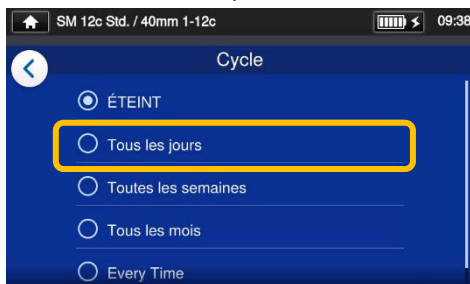 SM 12c Std. / 40mm 1-12c 09:38
Cycle
ÉTEINT
Tous les jours
Toutes les semaines
Tous les mois
Every Time